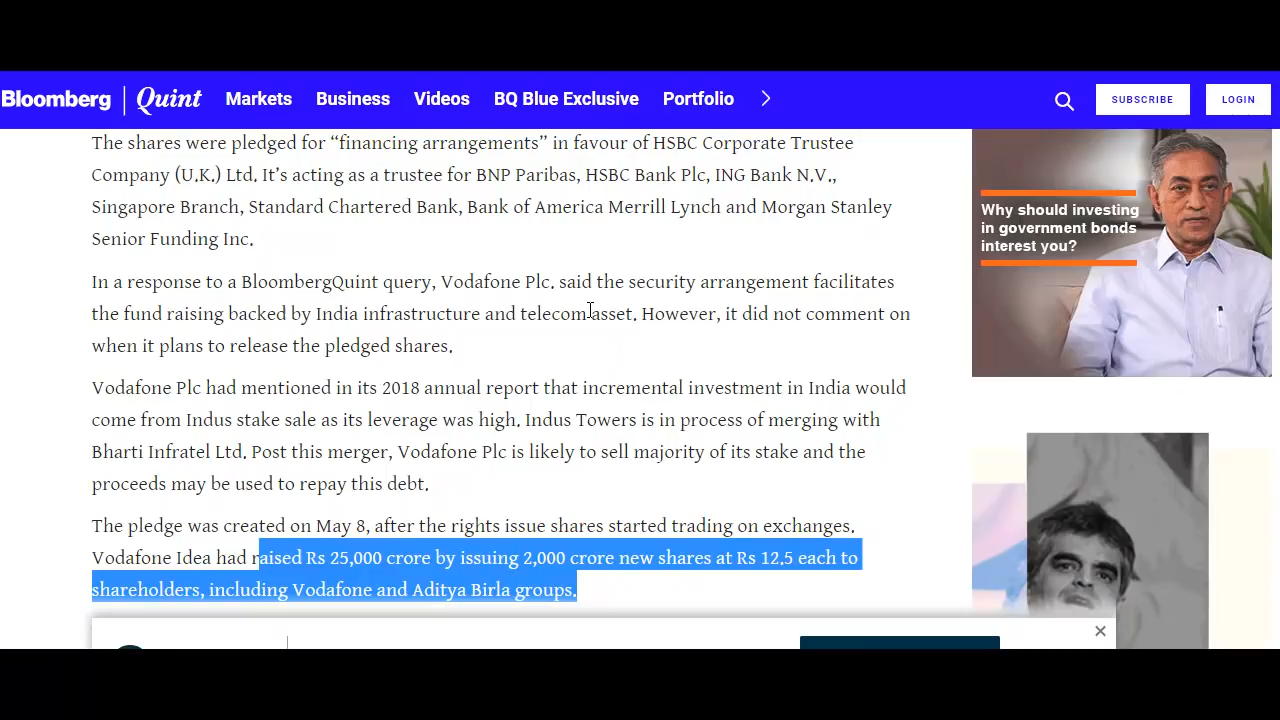 Bloomberg | Quint Markets Business Videos BQ Blue Exclusive Portfolio SUBSCRIBE LOGIN
The shares were pledged for “financing arrangements” in favour of HSBC Corporate Trustee
Company (U.K.) Ltd. It’s acting as a trustee for BNP Paribas, HSBC Bank Plc, ING Bank N.V.,
Singapore Branch, Standard Chartered Bank, Bank of America Merrill Lynch and Morgan Stanley
Senior Funding Inc.
In a response to a BloombergQuint query, Vodafone Plc. said the security arrangement facilitates
the fund raising backed by India infrastructure and telecom asset. However, it did not comment on
when it plans to release the pledged shares.
Vodafone Plc had mentioned in its 2018 annual report that incremental investment in India would
come from Indus stake sale as its leverage was high. Indus Towers is in process of merging with
Bharti Infratel Ltd. Post this merger, Vodafone Plc is likely to sell majority of its stake and the
proceeds may be used to repay this debt.
The pledge was created on May 8, after the rights issue shares started trading on exchanges.
Vodafone Idea had raised Rs 25,000 crore by issuing 2,000 crore new shares at Rs 12.5 each to
shareholders, including Vodafone and Aditya Birla groups.
Why should investing
in government bonds
interest you?